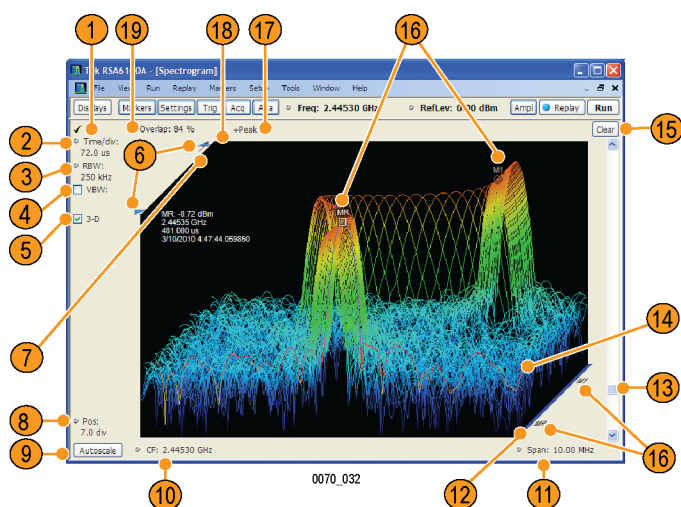 1 19 18 17 16
Tek RSA6100A - [Spectrogram]
File View Run Replay Markers Setup Tools Window Help
Displays Markers Settings Trig Acq Ana Freq: 2.44530 GHz RefLev: 0.00 dBm Ampl Replay Run
Overlap: 84 % +Peak Clear 15
2 Time/div:
72.0 us
6
3 RBW:
250 kHz
4 VBW:
5 3-D
M1
MR
MR: -8.72 dBm
2.44535 GHz
481.080 us
3/10/2010 4:47:44.059850
7
14
M1
13
8 Pos:
7.0 div
MR
16
9 Autoscale CF: 2.44530 GHz Span: 10.00 MHz
10 12 11
0070_032